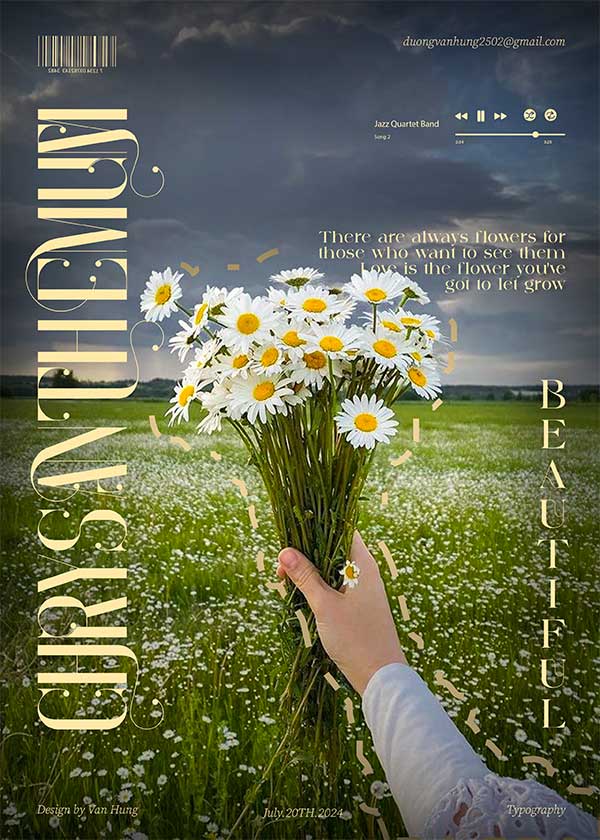 duongvanhung2502@gmail.com
Jazz Quartet Band
Song 2
There are always flowers for
those who want to see them
Love is the flower you've
got to let grow
CHRYSANTHEMUM
BEAUTIFUL
Design by Van Hung
July.20TH.2024
Typography